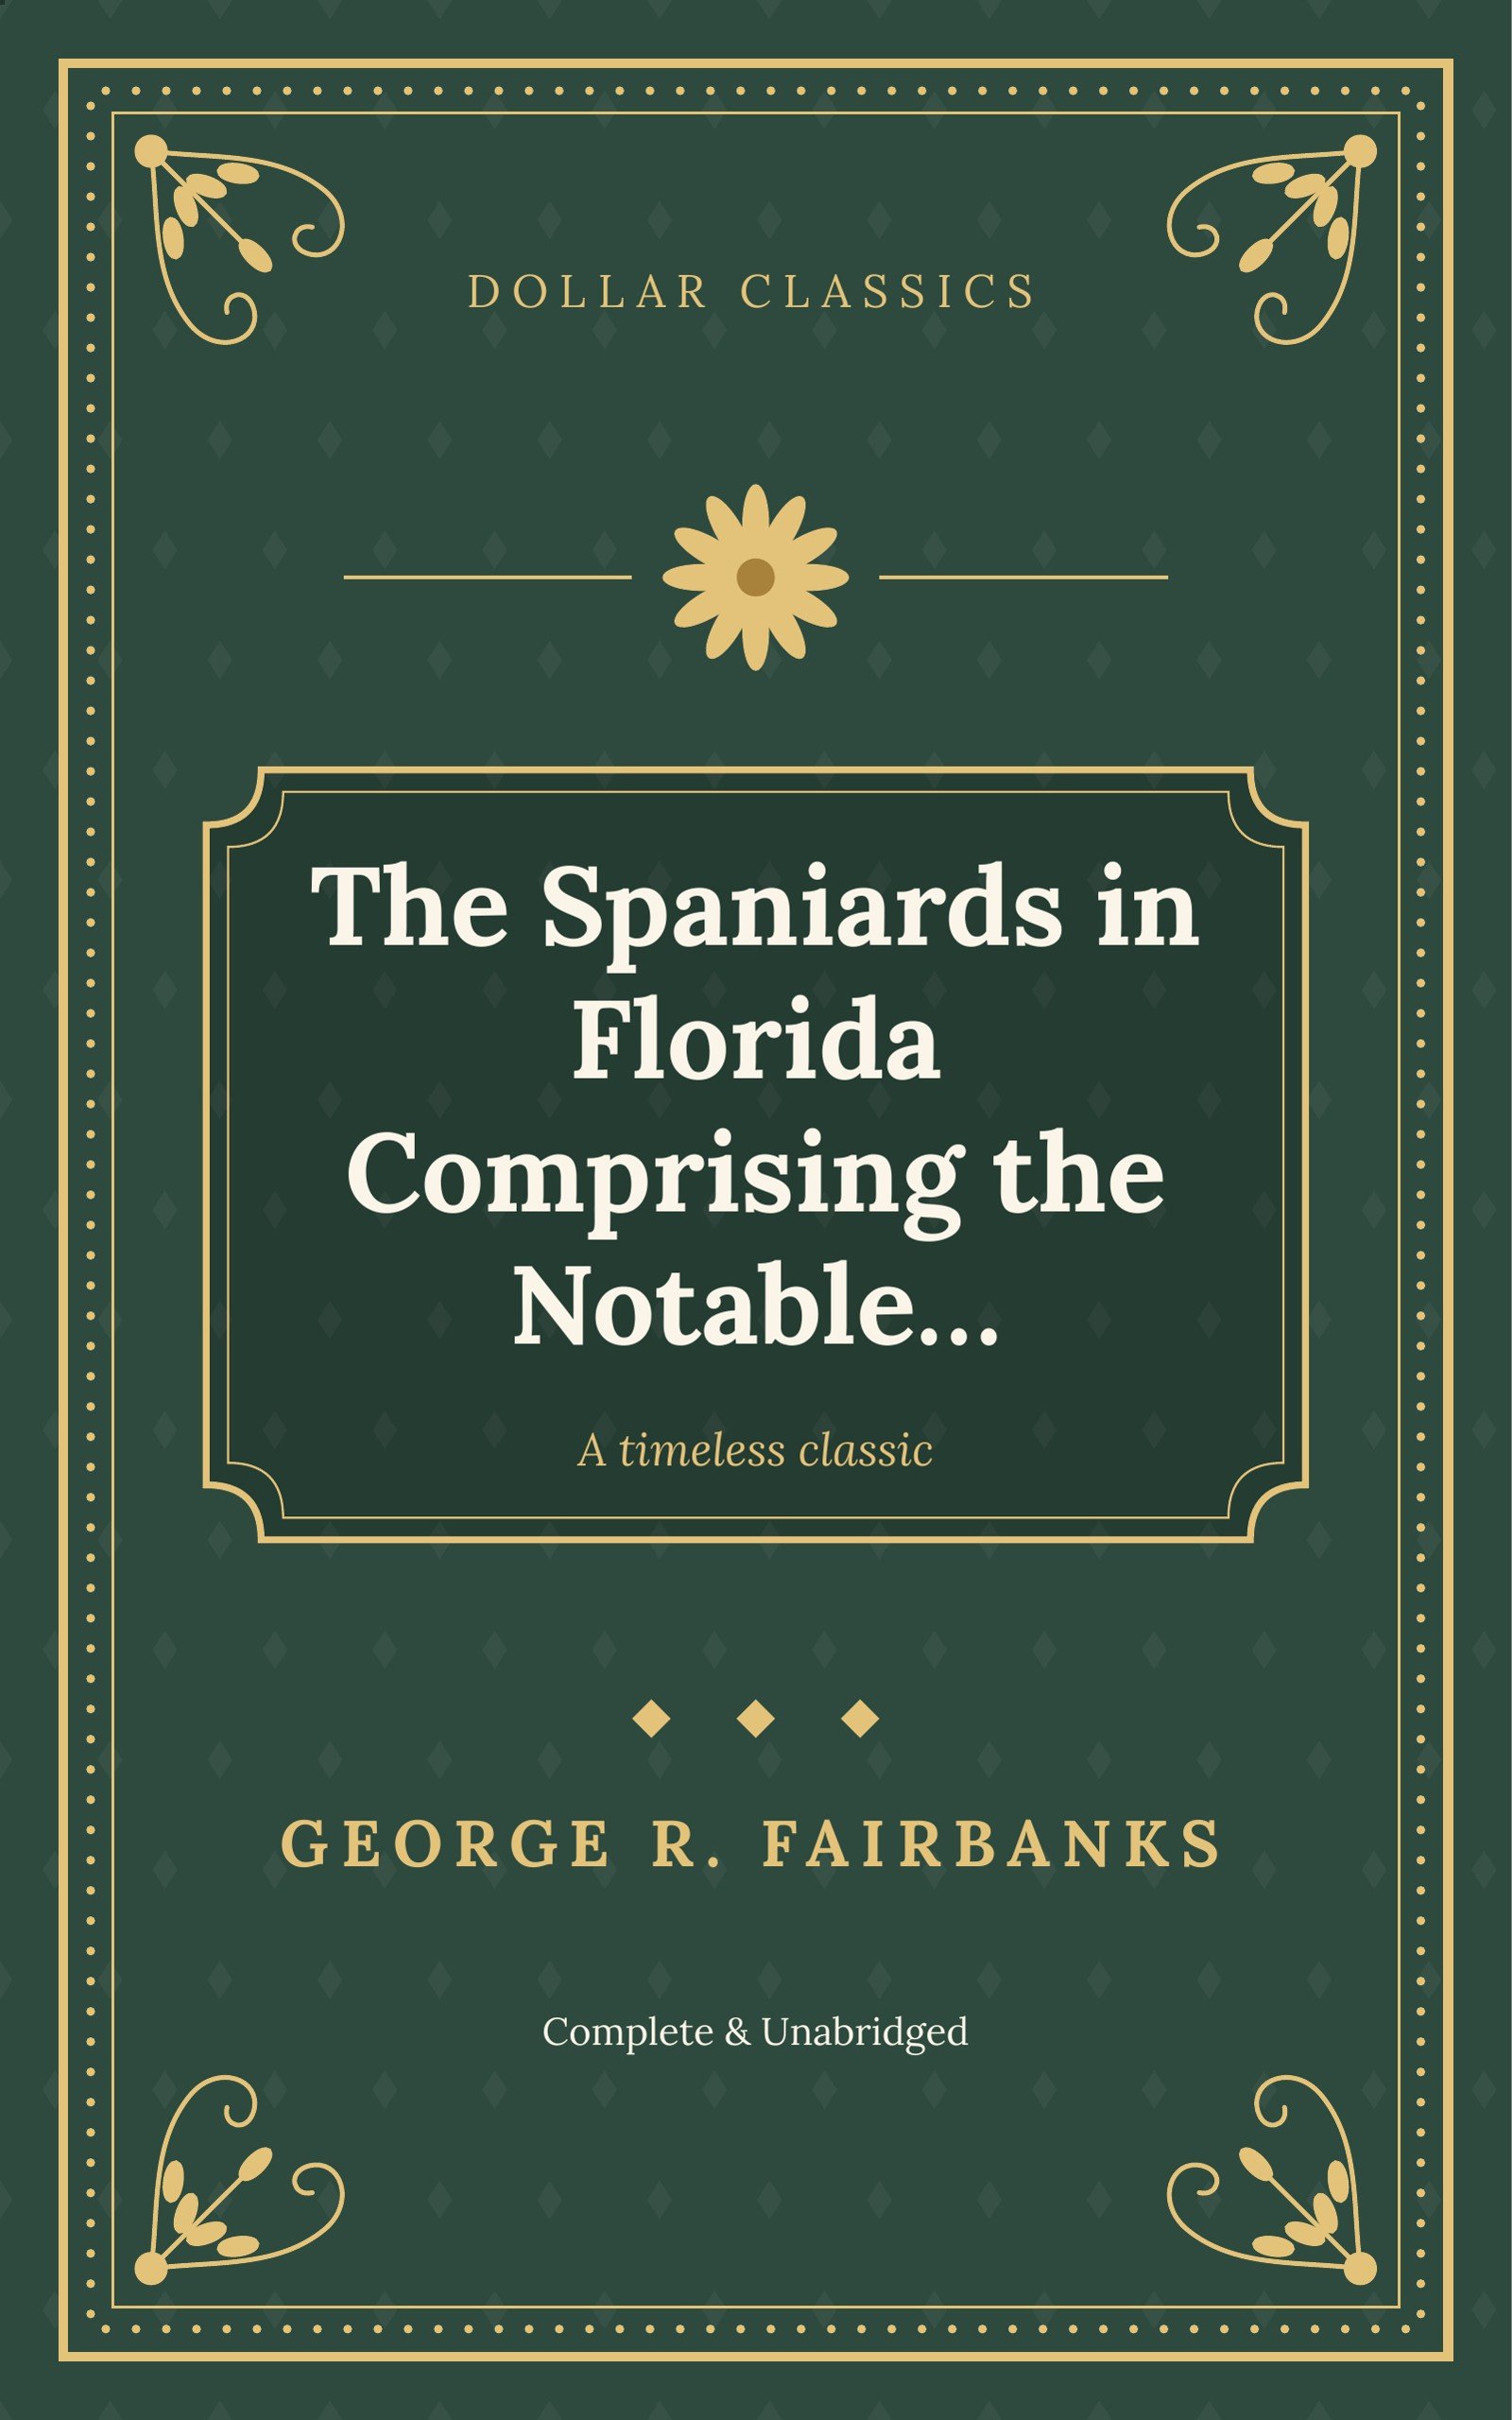 DOLLAR CLASSICS
The Spaniards in
Florida
Comprising the
Notable...
A timeless classic
GEORGE R. FAIRBANKS
Complete & Unabridged